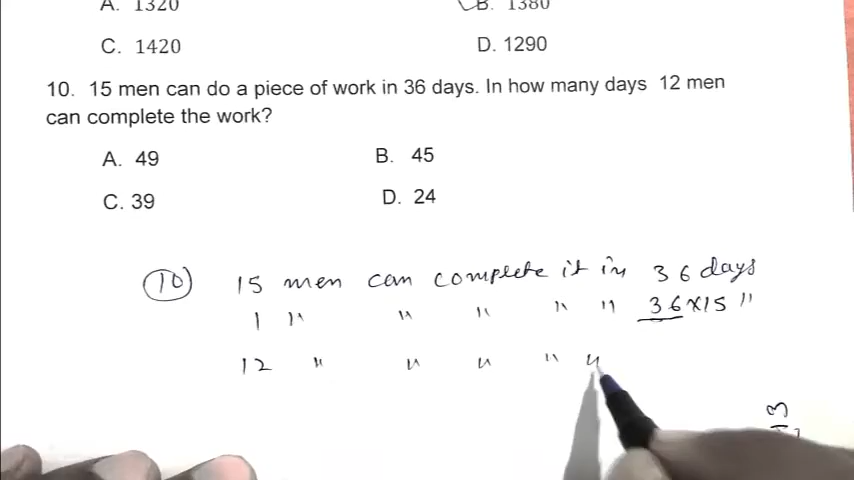 A. 1320 B. 1380
C. 1420 D. 1290
10. 15 men can do a piece of work in 36 days. In how many days 12 men
can complete the work?
A. 49 B. 45
C. 39 D. 24
10) 15 men can complete it in 36 days
1 " " " " " 36×15 "
12 " " " " "